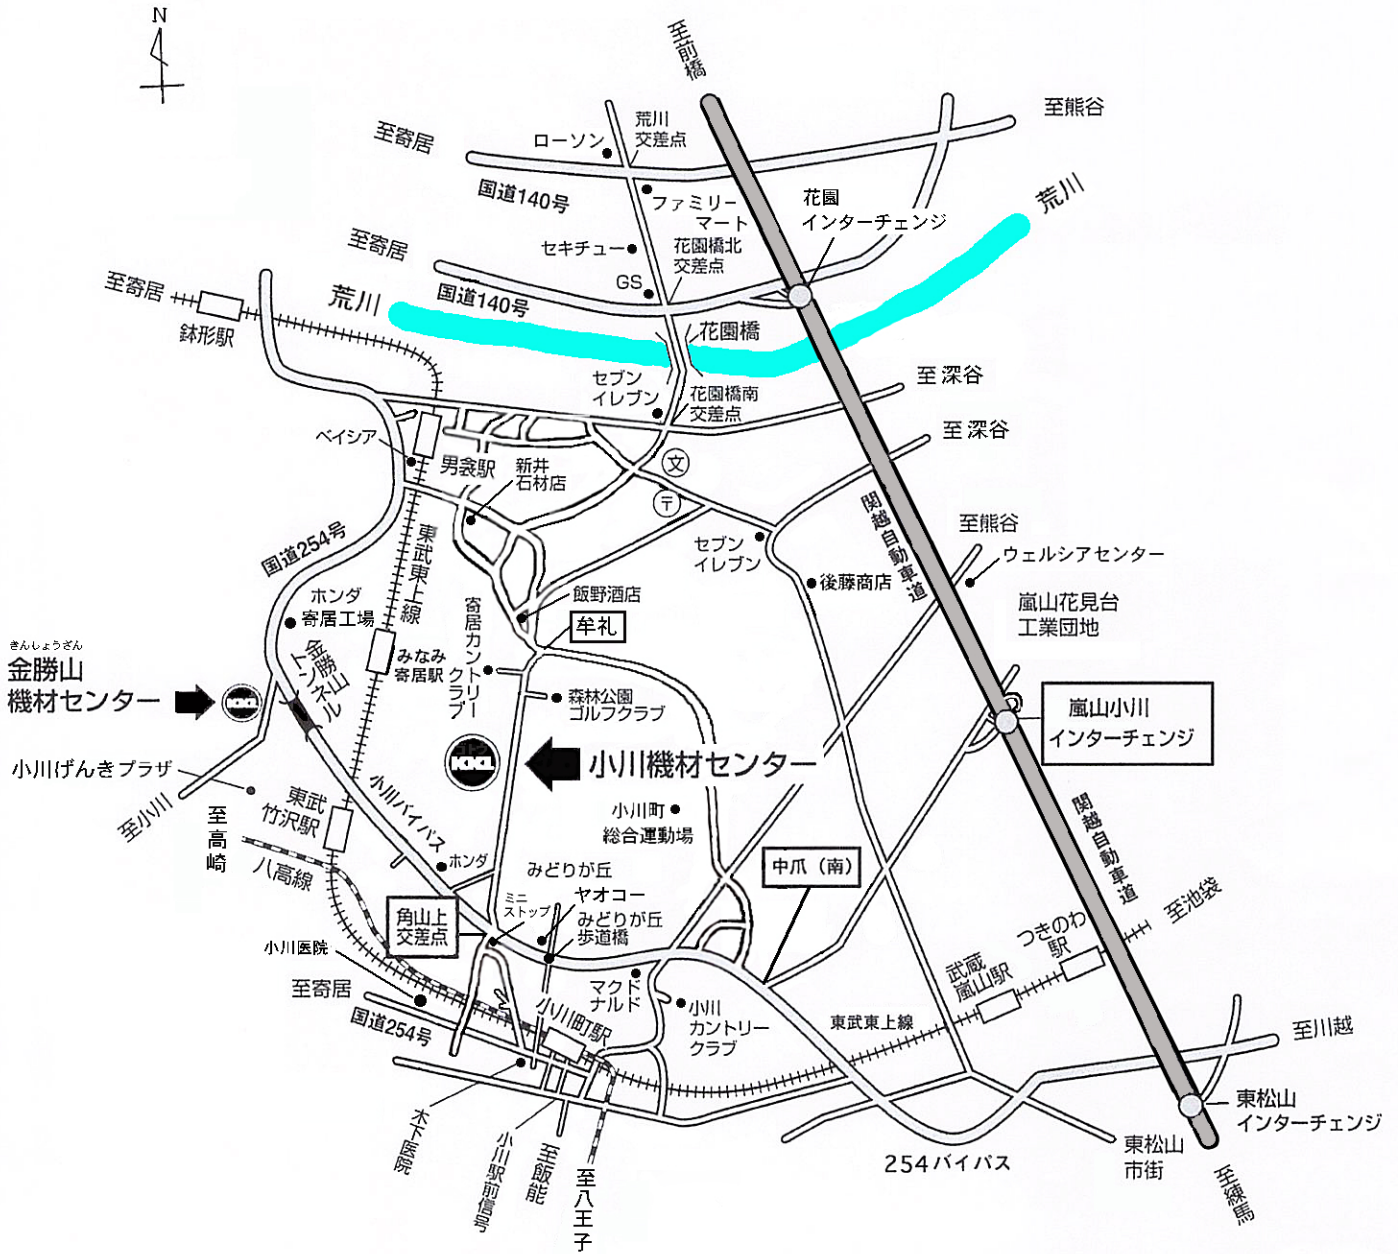 N
至前橋
至熊谷
至寄居
ローソン
荒川
交差点
国道140号
ファミリー
マート
花園
インターチェンジ
荒川
至寄居
セキチュー
花園橋北
交差点
GS
至寄居
鉢形駅
荒川
国道140号
花園橋
セブン
イレブン
花園橋南
交差点
至深谷
至深谷
ベイシア
男衾駅
新井
石材店
文
〒
国道254号
東武東上線
セブン
イレブン
後藤商店
関越自動車道
至熊谷
ウェルシアセンター
嵐山花見台
工業団地
ホンダ
寄居工場
飯野酒店
牟礼
寄居カントリー
クラブ
みなみ
寄居駅
金勝山
トンネル
きんしょうざん
金勝山
機材センター
森林公園
ゴルフクラブ
嵐山小川
インターチェンジ
小川機材センター
小川げんきプラザ
至小川
至高崎
東武
竹沢駅
小川バイパス
小川町
総合運動場
八高線
ホンダ
みどりが丘
ミニ
ストップ
ヤオコー
みどりが丘
歩道橋
中爪（南）
関越自動車道
角山上
交差点
小川医院
至寄居
国道254号
小川町駅
マクド
ナルド
小川
カントリー
クラブ
東武東上線
武蔵
嵐山駅
つきのわ
駅
至池袋
至川越
東松山
インターチェンジ
東松山
市街
254バイパス
至練馬
木下医院
小川駅前信号
至飯能
至八王子